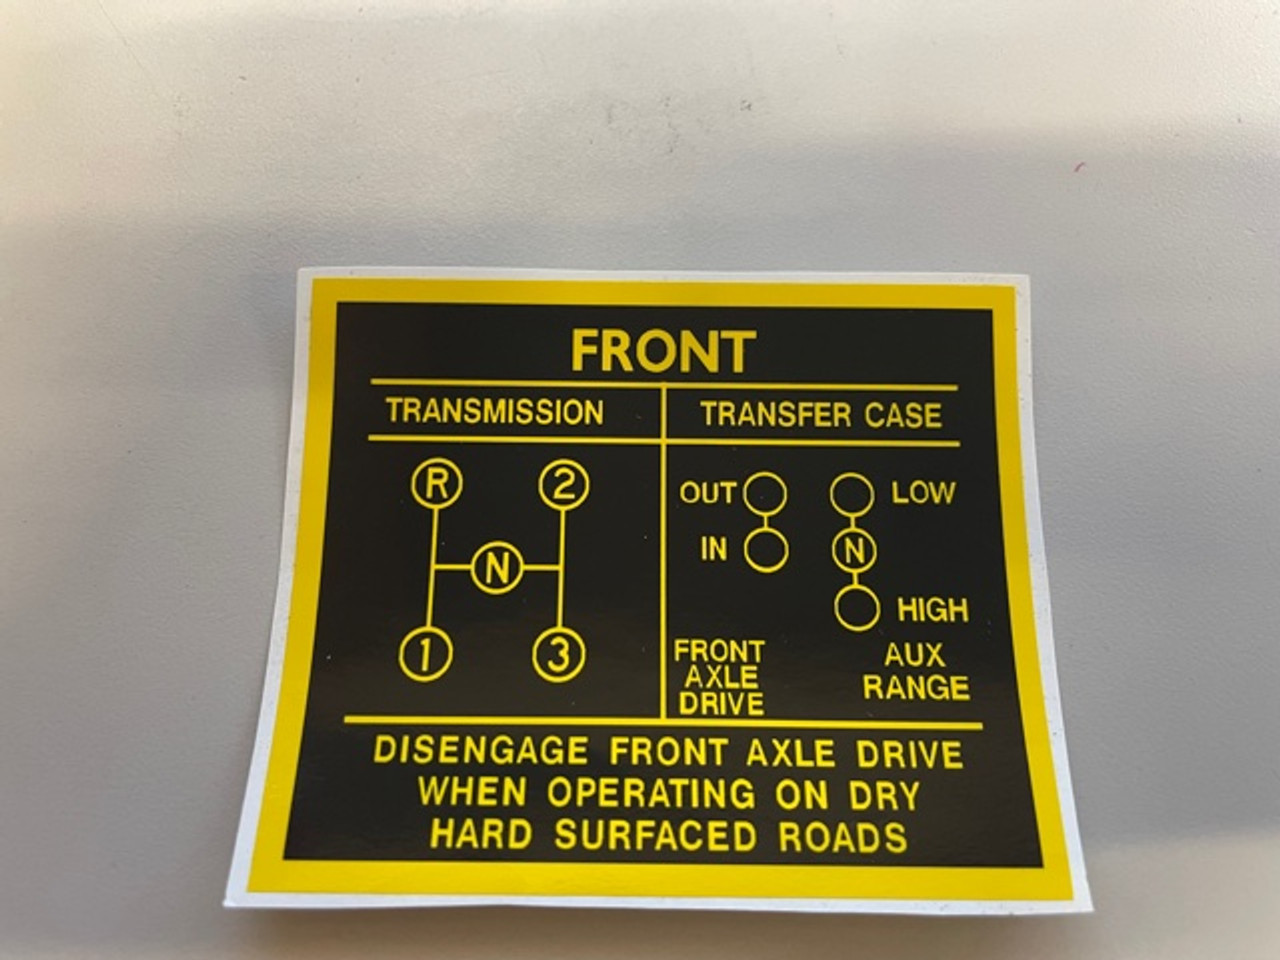 FRONT
TRANSMISSION
TRANSFER CASE
R 2
N
1 3
OUT
IN
LOW
N
HIGH
FRONT
AXLE
DRIVE
AUX
RANGE
DISENGAGE FRONT AXLE DRIVE
WHEN OPERATING ON DRY
HARD SURFACED ROADS